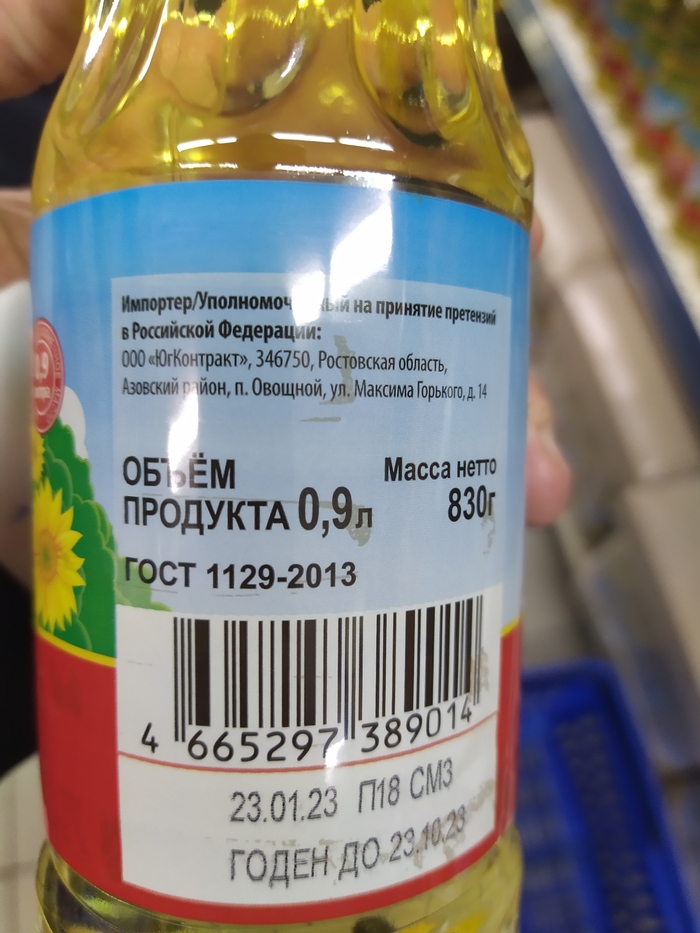 Импортер/Уполномоченный на принятие претензий
в Российской Федерации:
ООО «ЮгКонтракт», 346750, Ростовская область,
Азовский район, п. Овощной, ул. Максима Горького, д. 14
ОБЪЁМ
ПРОДУКТА 0,9л
Масса нетто
830г
ГОСТ 1129-2013
4 665297 389014
23.01.23 П18 СМ3
ГОДЕН ДО 23.10.23